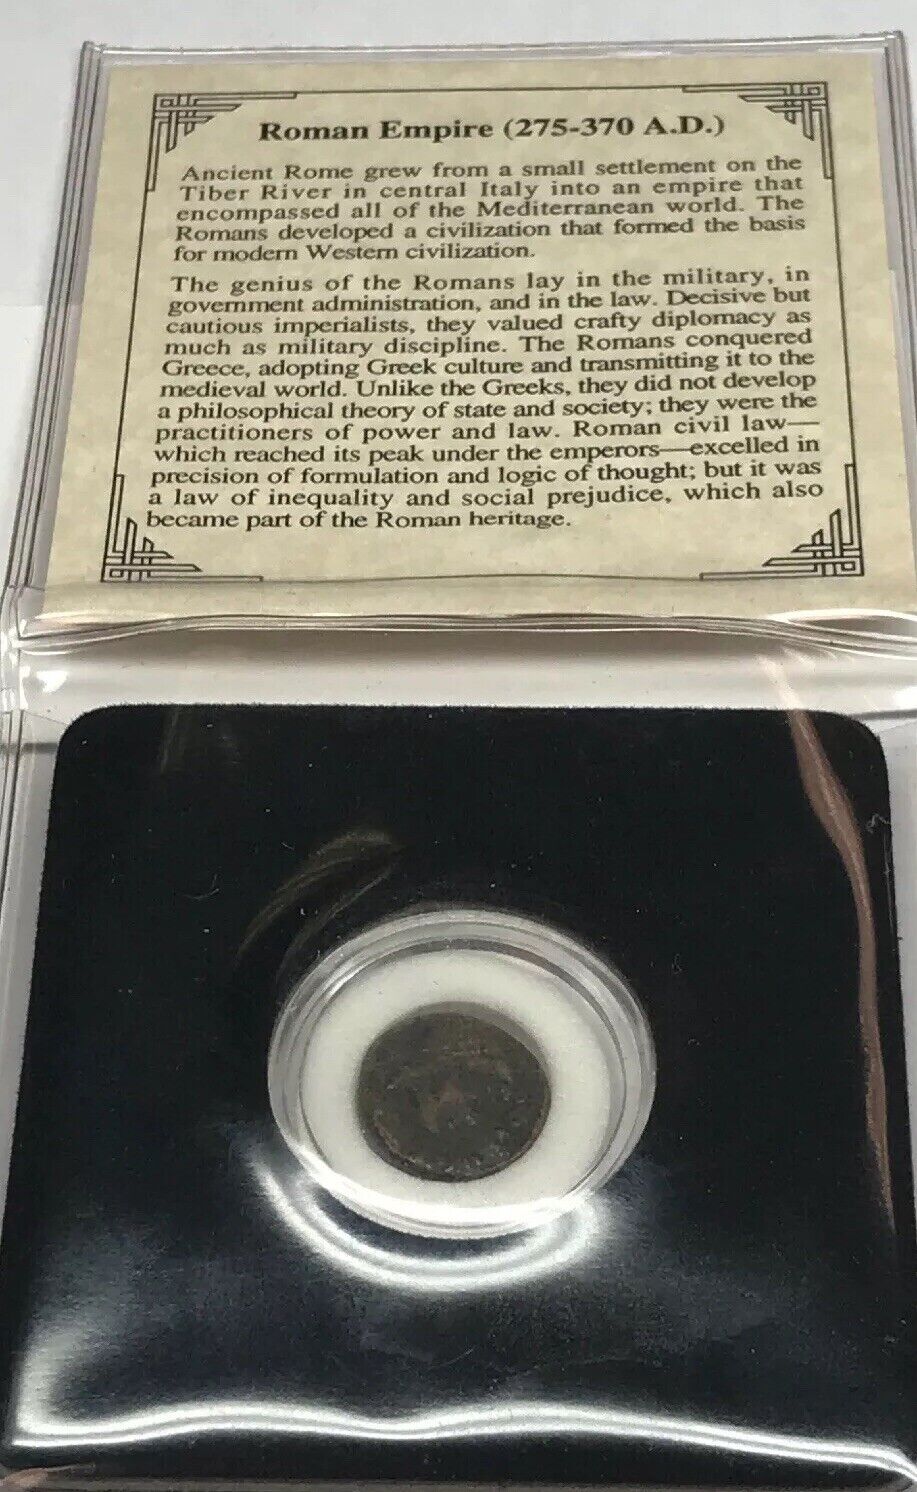 Roman Empire (275-370 A.D.)
Ancient Rome grew from a small settlement on the
Tiber River in central Italy into an empire that
encompassed all of the Mediterranean world. The
Romans developed a civilization that formed the basis
for modern Western civilization.
The genius of the Romans lay in the military, in
government administration, and in the law. Decisive but
cautious imperialists, they valued crafty diplomacy as
much as military discipline. The Romans conquered
Greece, adopting Greek culture and transmitting it to the
medieval world. Unlike the Greeks, they did not develop
a philosophical theory of state and society; they were the
practitioners of power and law. Roman civil law—
which reached its peak under the emperors—excelled in
precision of formulation and logic of thought; but it was
a law of inequality and social prejudice, which also
became part of the Roman heritage.